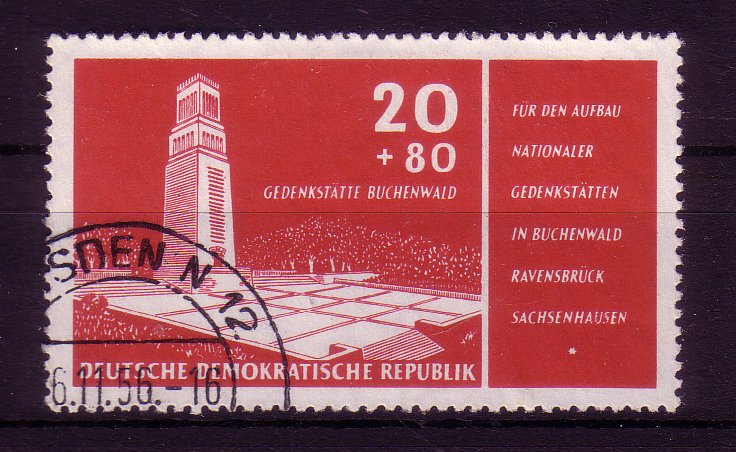 20
+ 80
GEDENKSTÄTTE BUCHENWALD
DEUTSCHE DEMOKRATISCHE REPUBLIK
FÜR DEN AUFBAU
NATIONALER
GEDENKSTÄTTEN
IN BUCHENWALD
RAVENSBRÜCK
SACHSENHAUSEN
*
SDEN N 12
6.11.56.-16